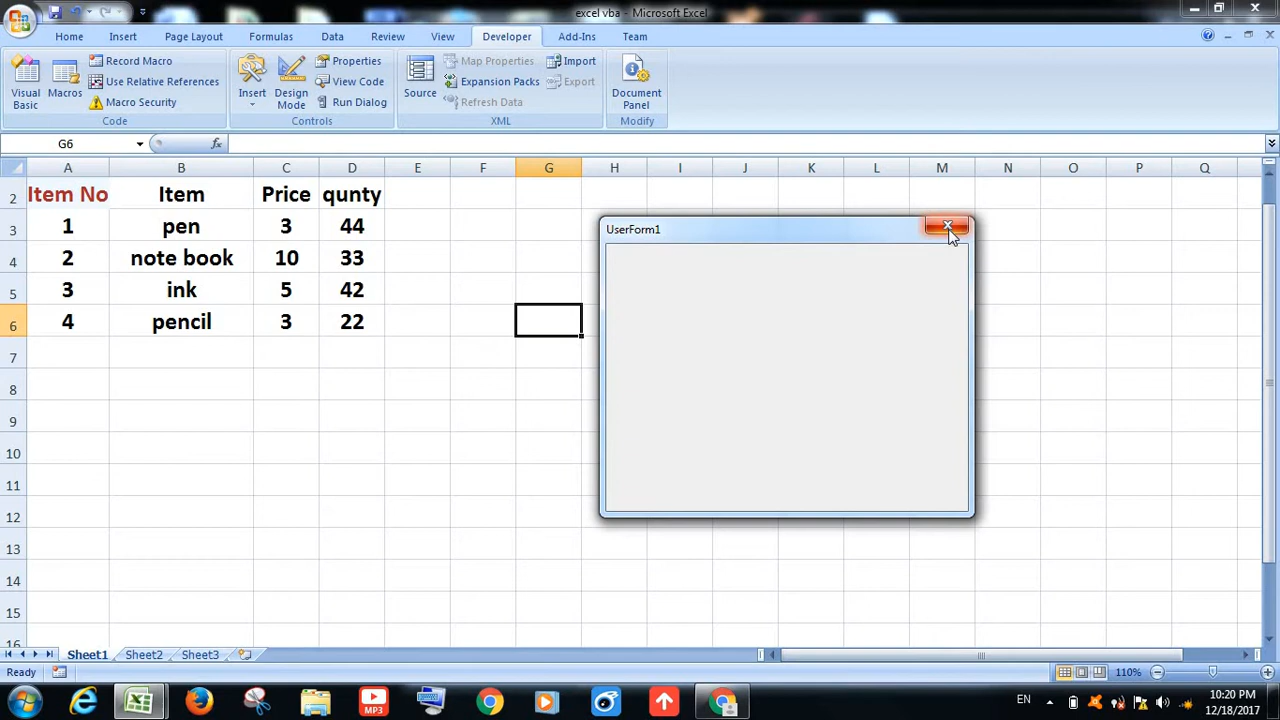 excel vba - Microsoft Excel
Home Insert Page Layout Formulas Data Review View Developer Add-Ins Team
Visual Basic
Macros
Record Macro
Use Relative References
Macro Security
Code
Insert
Design Mode
Properties
View Code
Run Dialog
Controls
Source
Map Properties
Expansion Packs
Refresh Data
Import
Export
XML
Document Panel
Modify
G6
fx
A B C D E F G H I J K L M N O P Q
2 Item No Item Price qunty
3 1 pen 3 44
4 2 note book 10 33
5 3 ink 5 42
6 4 pencil 3 22
7
8
9
10
11
12
13
14
15
16
UserForm1
Sheet1 Sheet2 Sheet3
Ready
110%
MP3
EN
10:20 PM
12/18/2017